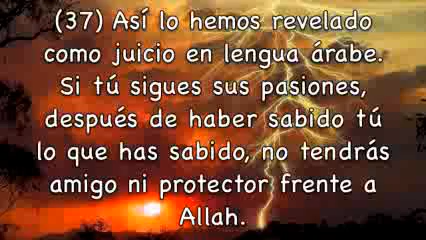 (37) Así lo hemos revelado
como juicio en lengua árabe.
Si tú sigues sus pasiones,
después de haber sabido tú
lo que has sabido, no tendrás
amigo ni protector frente a
Allah.